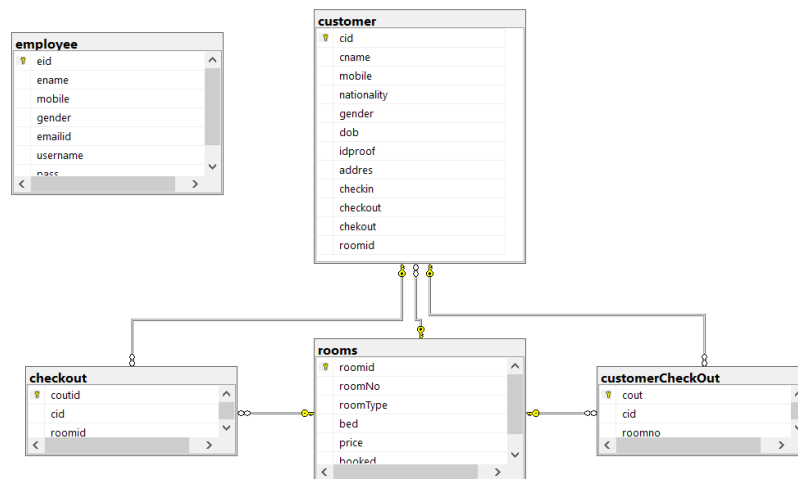 employee
eid
ename
mobile
gender
emailid
username
pass
customer
cid
cname
mobile
nationality
gender
dob
idproof
addres
checkin
checkout
chekout
roomid
checkout
coutid
cid
roomid
rooms
roomid
roomNo
roomType
bed
price
booked
customerCheckOut
cout
cid
roomno